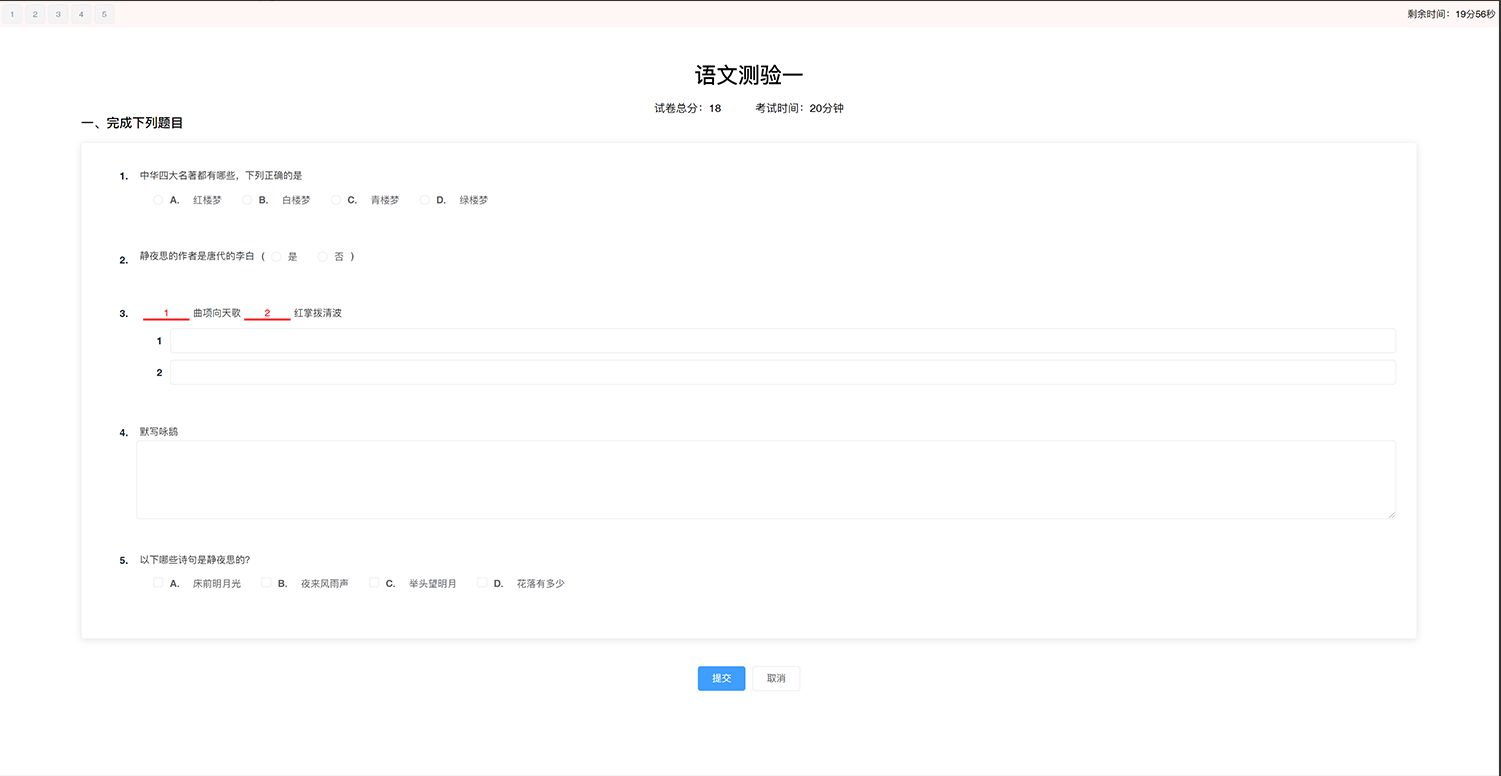 1 2 3 4 5 剩余时间：19分56秒
语文测验一
试卷总分：18 考试时间：20分钟
一、完成下列题目
1. 中华四大名著都有哪些，下列正确的是
A. 红楼梦 B. 白楼梦 C. 青楼梦 D. 绿楼梦
2. 静夜思的作者是唐代的李白 ( 是 否 )
3. 1 曲项向天歌 2 红掌拨清波
1
2
4. 默写咏鹅
5. 以下哪些诗句是静夜思的?
A. 床前明月光 B. 夜来风雨声 C. 举头望明月 D. 花落有多少
提交 取消